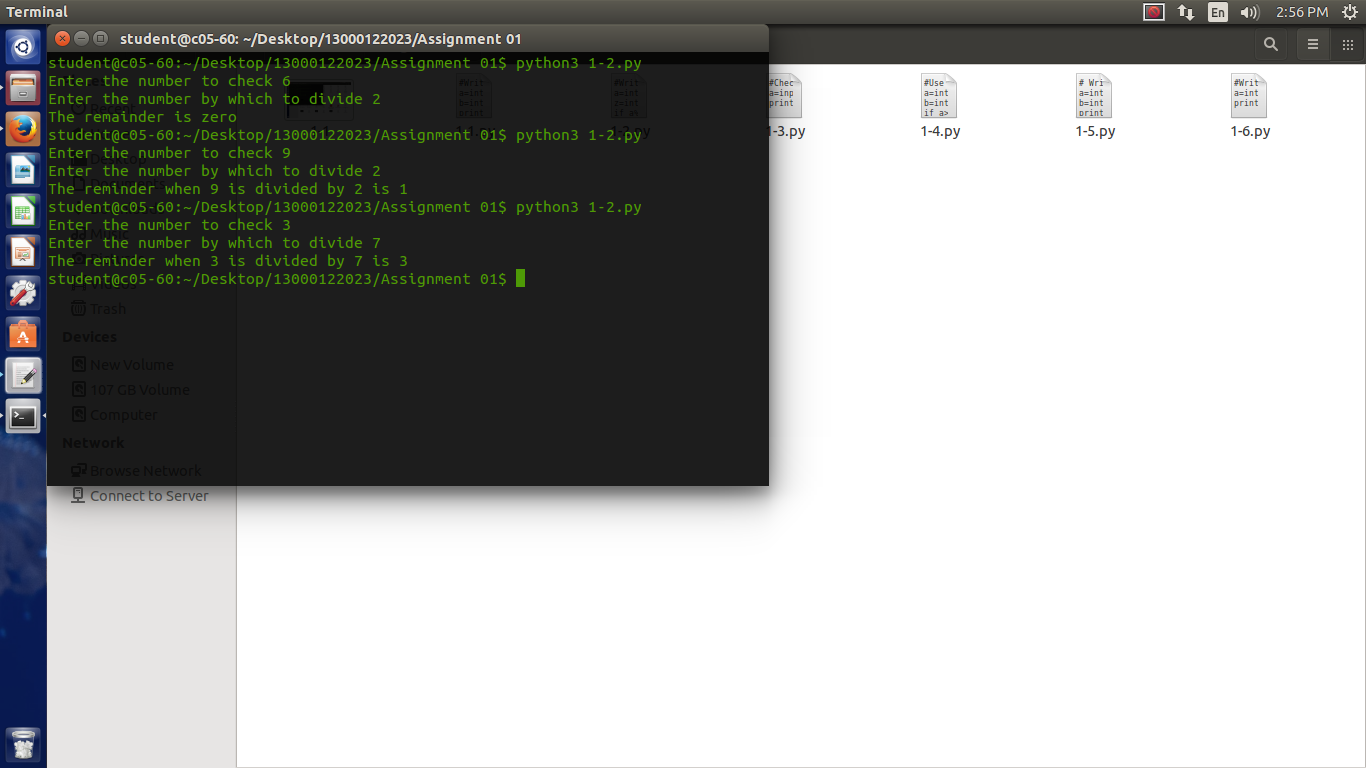 Terminal
En
2:56 PM
student@c05-60: ~/Desktop/13000122023/Assignment 01
student@c05-60:~/Desktop/13000122023/Assignment 01$ python3 1-2.py
Enter the number to check 6
Enter the number by which to divide 2
The remainder is zero
student@c05-60:~/Desktop/13000122023/Assignment 01$ python3 1-2.py
Enter the number to check 9
Enter the number by which to divide 2
The reminder when 9 is divided by 2 is 1
student@c05-60:~/Desktop/13000122023/Assignment 01$ python3 1-2.py
Enter the number to check 3
Enter the number by which to divide 7
The reminder when 3 is divided by 7 is 3
student@c05-60:~/Desktop/13000122023/Assignment 01$
Trash
Devices
New Volume
107 GB Volume
Computer
Network
Browse Network
Connect to Server
#Chec
a=inp
print
1-3.py
#Use
a=int
b=int
if a>
1-4.py
# Wri
a=int
b=int
print
1-5.py
#Writ
a=int
print
1-6.py